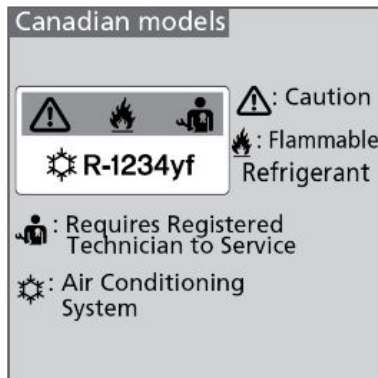 Canadian models
R-1234yf
: Caution
: Flammable
Refrigerant
: Requires Registered
Technician to Service
: Air Conditioning
System